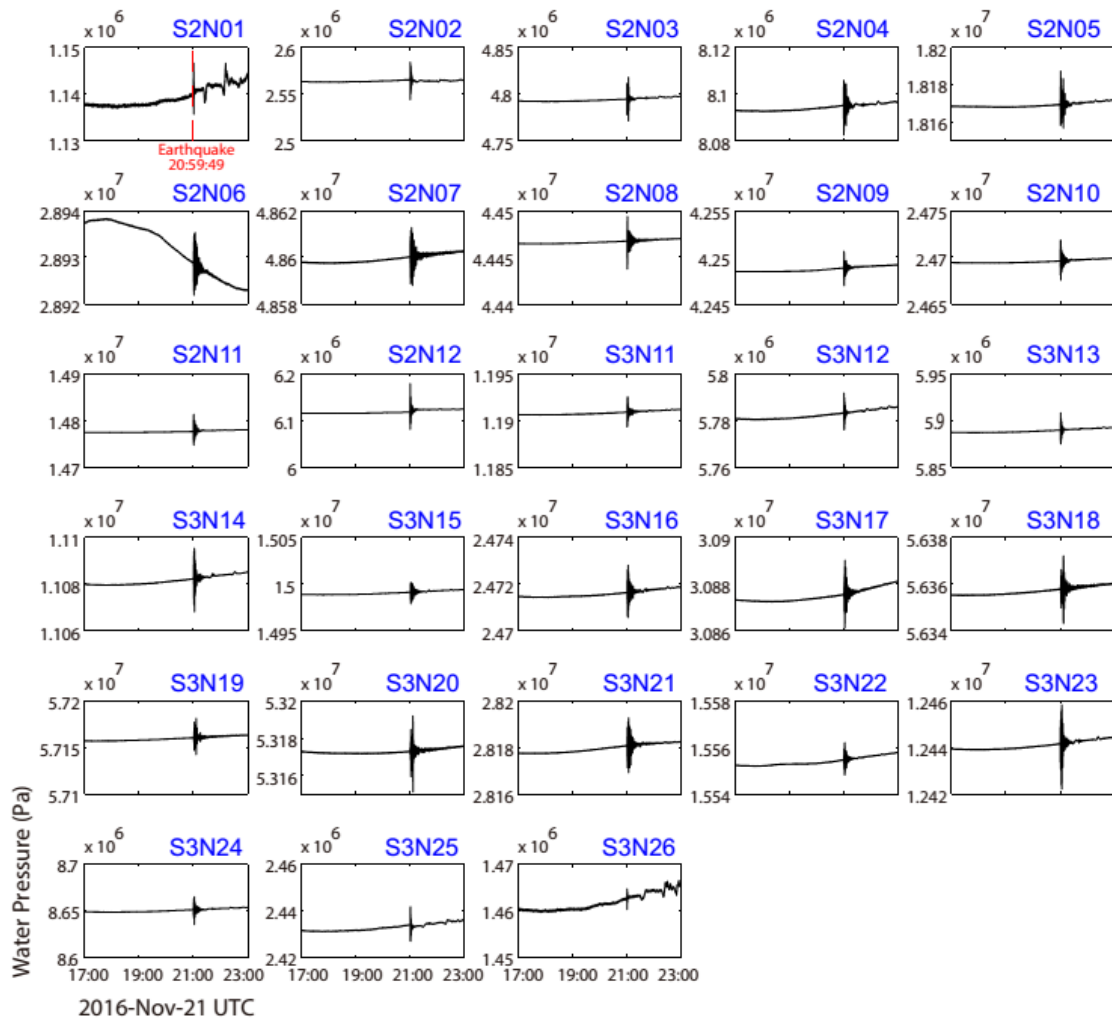 x 10^6 S2N01 x 10^6 S2N02 x 10^6 S2N03 x 10^6 S2N04 x 10^7 S2N05
1.15 2.6 4.85 8.12 1.82
1.14 2.55 4.8 8.1 1.818
1.13 2.5 4.75 8.08 1.816
Earthquake
20:59:49
x 10^7 S2N06 x 10^7 S2N07 x 10^7 S2N08 x 10^7 S2N09 x 10^7 S2N10
2.894 4.862 4.45 4.255 2.475
2.893 4.86 4.445 4.25 2.47
2.892 4.858 4.44 4.245 2.465
x 10^7 S2N11 x 10^6 S2N12 x 10^7 S3N11 x 10^6 S3N12 x 10^6 S3N13
1.49 6.2 1.195 5.8 5.95
1.48 6.1 1.19 5.78 5.9
1.47 6 1.185 5.76 5.85
x 10^7 S3N14 x 10^7 S3N15 x 10^7 S3N16 x 10^7 S3N17 x 10^7 S3N18
1.11 1.505 2.474 3.09 5.638
1.108 1.5 2.472 3.088 5.636
1.106 1.495 2.47 3.086 5.634
x 10^7 S3N19 x 10^7 S3N20 x 10^7 S3N21 x 10^7 S3N22 x 10^7 S3N23
5.72 5.32 2.82 1.558 1.246
5.715 5.318 2.818 1.556 1.244
5.71 5.316 2.816 1.554 1.242
x 10^6 S3N24 x 10^6 S3N25 x 10^6 S3N26
8.7 2.46 1.47
8.65 2.44 1.46
8.6 2.42 1.45
17:00 19:00 21:00 23:00 17:00 19:00 21:00 23:00 17:00 19:00 21:00 23:00
Water Pressure (Pa)
2016-Nov-21 UTC